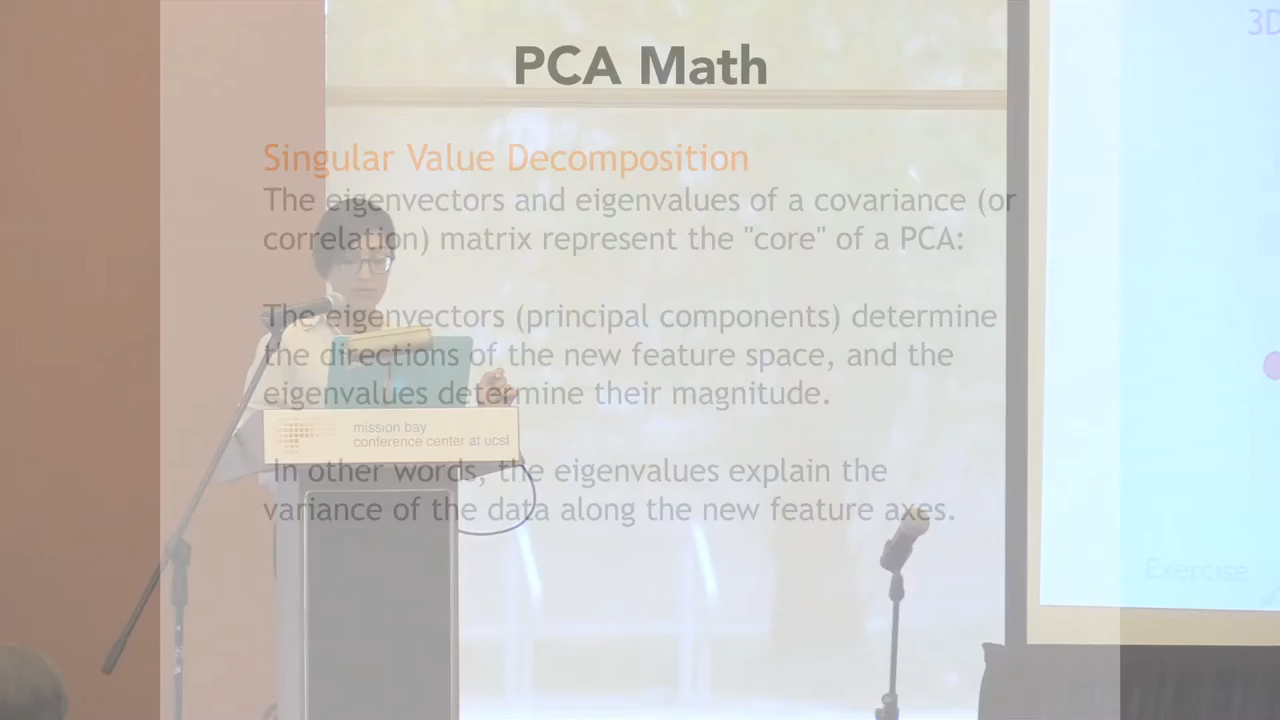 PCA Math
3D
Singular Value Decomposition
The eigenvectors and eigenvalues of a covariance (or
correlation) matrix represent the "core" of a PCA:
The eigenvectors (principal components) determine
the directions of the new feature space, and the
eigenvalues determine their magnitude.
mission bay
conference center at ucsf
In other words, the eigenvalues explain the
variance of the data along the new feature axes.
Exercise